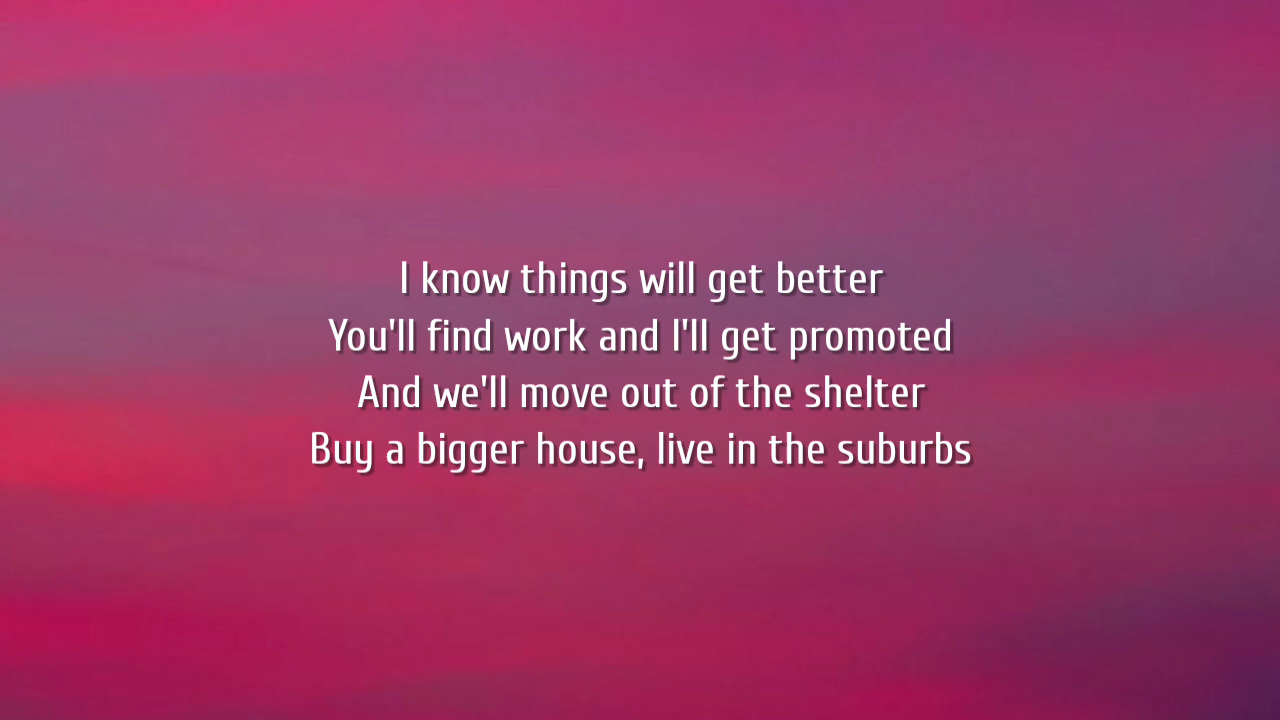 I know things will get better
You'll find work and I'll get promoted
And we'll move out of the shelter
Buy a bigger house, live in the suburbs